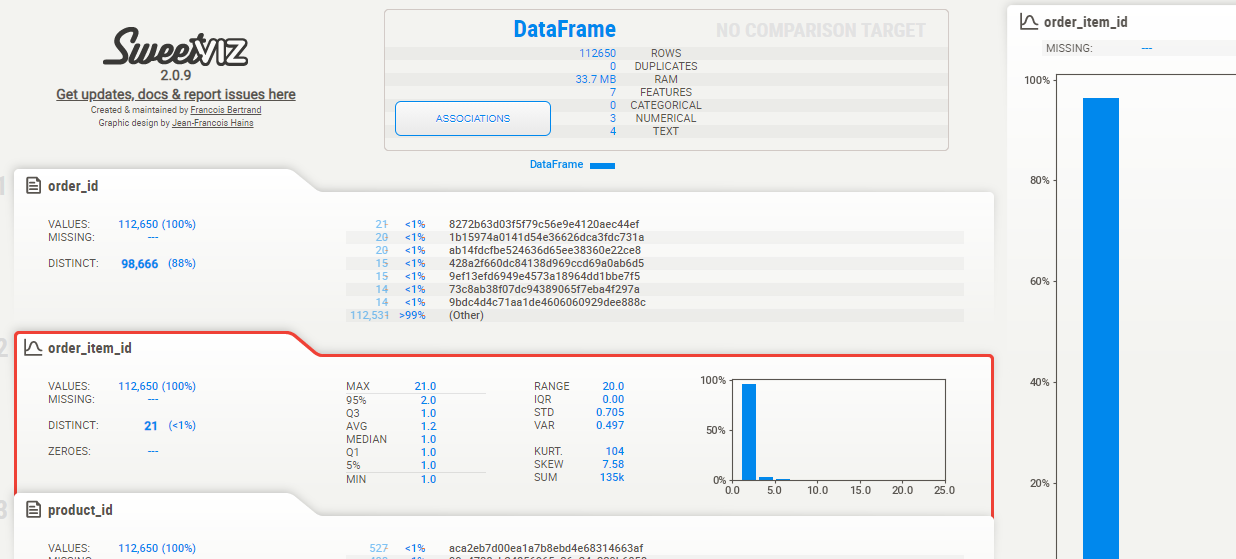 SweetVIZ
2.0.9
Get updates, docs & report issues here
Created & maintained by Francois Bertrand
Graphic design by Jean-Francois Hains
DataFrame
NO COMPARISON TARGET
112650 ROWS
0 DUPLICATES
33.7 MB RAM
7 FEATURES
0 CATEGORICAL
3 NUMERICAL
4 TEXT
ASSOCIATIONS
DataFrame
1
order_id
VALUES: 112,650 (100%)
MISSING: ---
DISTINCT: 98,666 (88%)
21 <1% 8272b63d03f5f79c56e9e4120aec44ef
20 <1% 1b15974a0141d54e36626dca3fdc731a
20 <1% ab14fdcfbe524636d65ee38360e22ce8
15 <1% 428a2f660dc84138d969ccd69a0ab6d5
15 <1% 9ef13efd6949e4573a18964dd1bbe7f5
14 <1% 73c8ab38f07dc94389065f7eba4f297a
14 <1% 9bdc4d4c71aa1de4606060929dee888c
112,531 >99% (Other)
2
order_item_id
VALUES: 112,650 (100%)
MISSING: ---
DISTINCT: 21 (<1%)
ZEROES: ---
MAX 21.0
95% 2.0
Q3 1.0
AVG 1.2
MEDIAN 1.0
Q1 1.0
5% 1.0
MIN 1.0
RANGE 20.0
IQR 0.00
STD 0.705
VAR 0.497
KURT. 104
SKEW 7.58
SUM 135k
100%
50%
0%
0.0 5.0 10.0 15.0 20.0 25.0
3
product_id
VALUES: 112,650 (100%)
MISSING: ---
527 <1% aca2eb7d00ea1a7b8ebd4e68314663af
order_item_id
MISSING: ---
100%
80%
60%
40%
20%